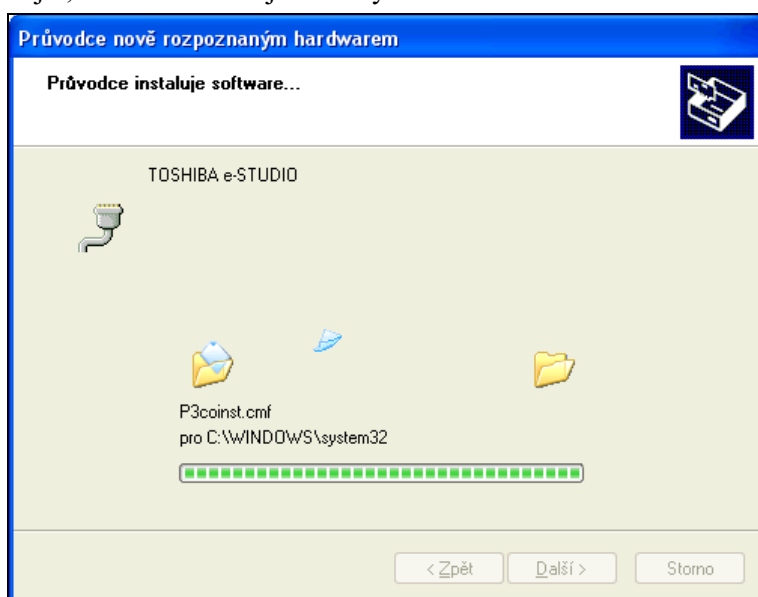 Průvodce nově rozpoznaným hardwarem
Průvodce instaluje software...
TOSHIBA e-STUDIO
P3coinst.cmf
pro C:\WINDOWS\system32
< Zpět
Další >
Storno